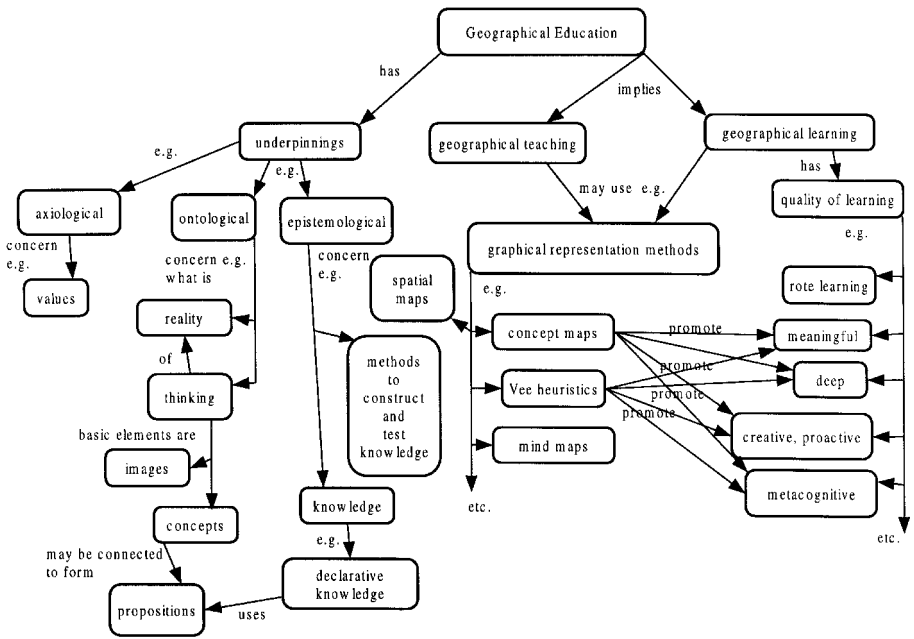 Geographical Education
has
implies
underpinnings
geographical teaching
geographical learning
e.g.
e.g.
may use e.g.
has
axiological
ontological
epistemological
quality of learning
concern
e.g.
concern e.g.
what is
concern
e.g.
graphical representation methods
e.g.
values
spatial
maps
e.g.
rote learning
reality
concept maps
promote
meaningful
of
methods
to
construct
and
test
knowledge
promote
thinking
Vee heuristics
promote
deep
promote
basic elements are
mind maps
creative, proactive
images
metacognitive
knowledge
etc.
concepts
e.g.
etc.
may be connected
to form
declarative
knowledge
propositions
uses